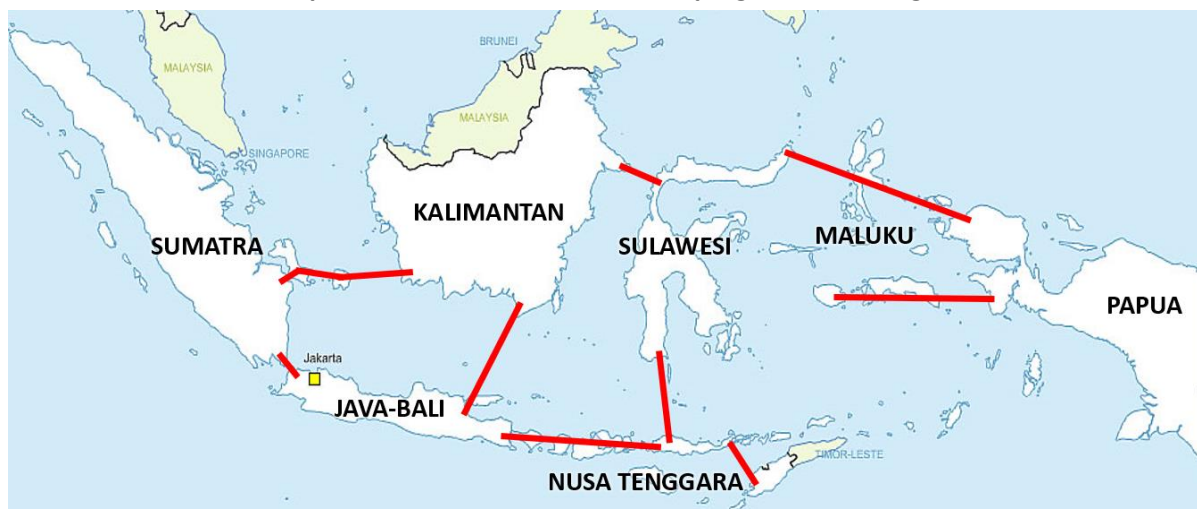 MALAYSIA
BRUNEI
MALAYSIA
SINGAPORE
KALIMANTAN
SUMATRA
SULAWESI
MALUKU
PAPUA
Jakarta
JAVA-BALI
TIMOR-LESTE
NUSA TENGGARA